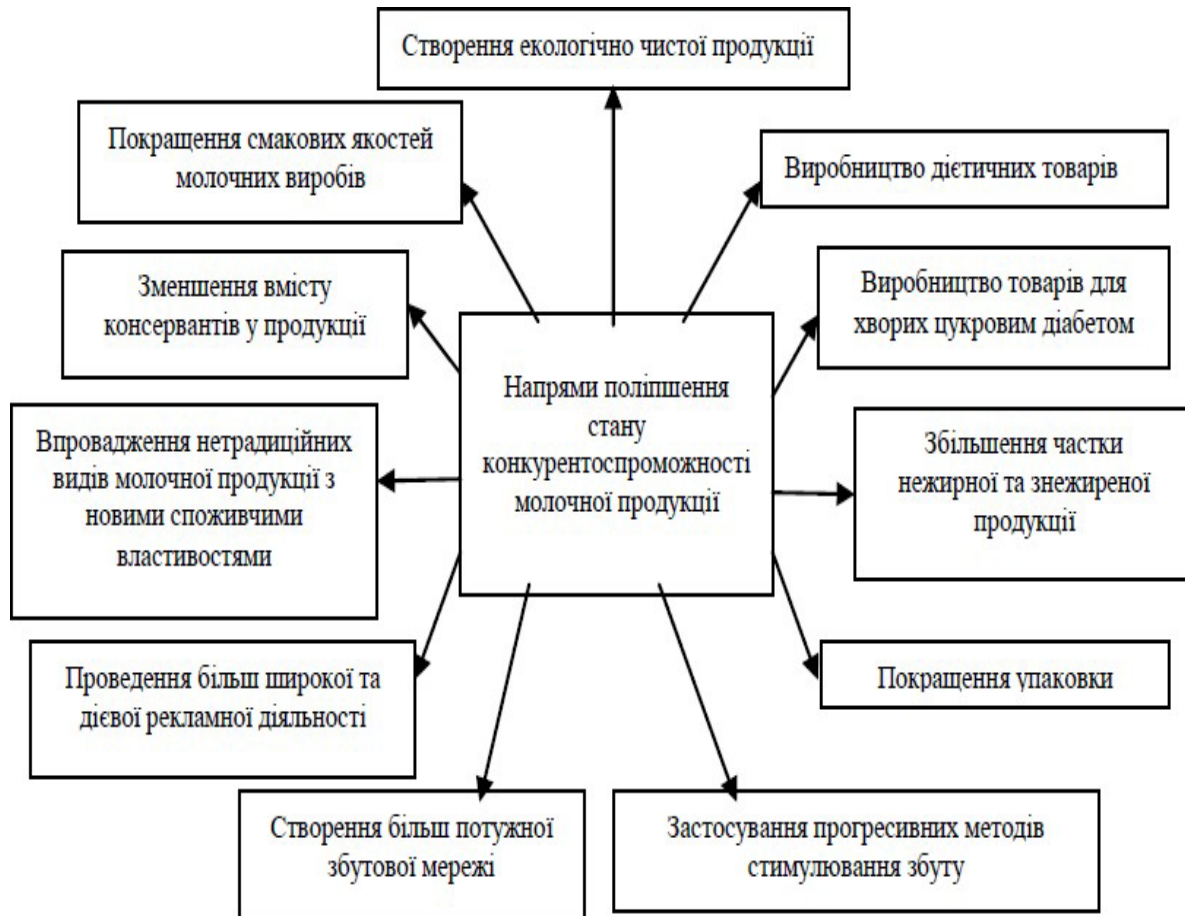 Створення екологічно чистої продукції
Покращення смакових якостей
молочних виробів
Виробництво дієтичних товарів
Зменшення вмісту
консервантів у продукції
Виробництво товарів для
хворих цукровим діабетом
Напрями поліпшення
стану
конкурентоспроможності
молочної продукції
Впровадження нетрадиційних
видів молочної продукції з
новими споживчими
властивостями
Збільшення частки
нежирної та знежиреної
продукції
Проведення більш широкої та
дієвої рекламної діяльності
Покращення упаковки
Створення більш потужної
збутової мережі
Застосування прогресивних методів
стимулювання збуту